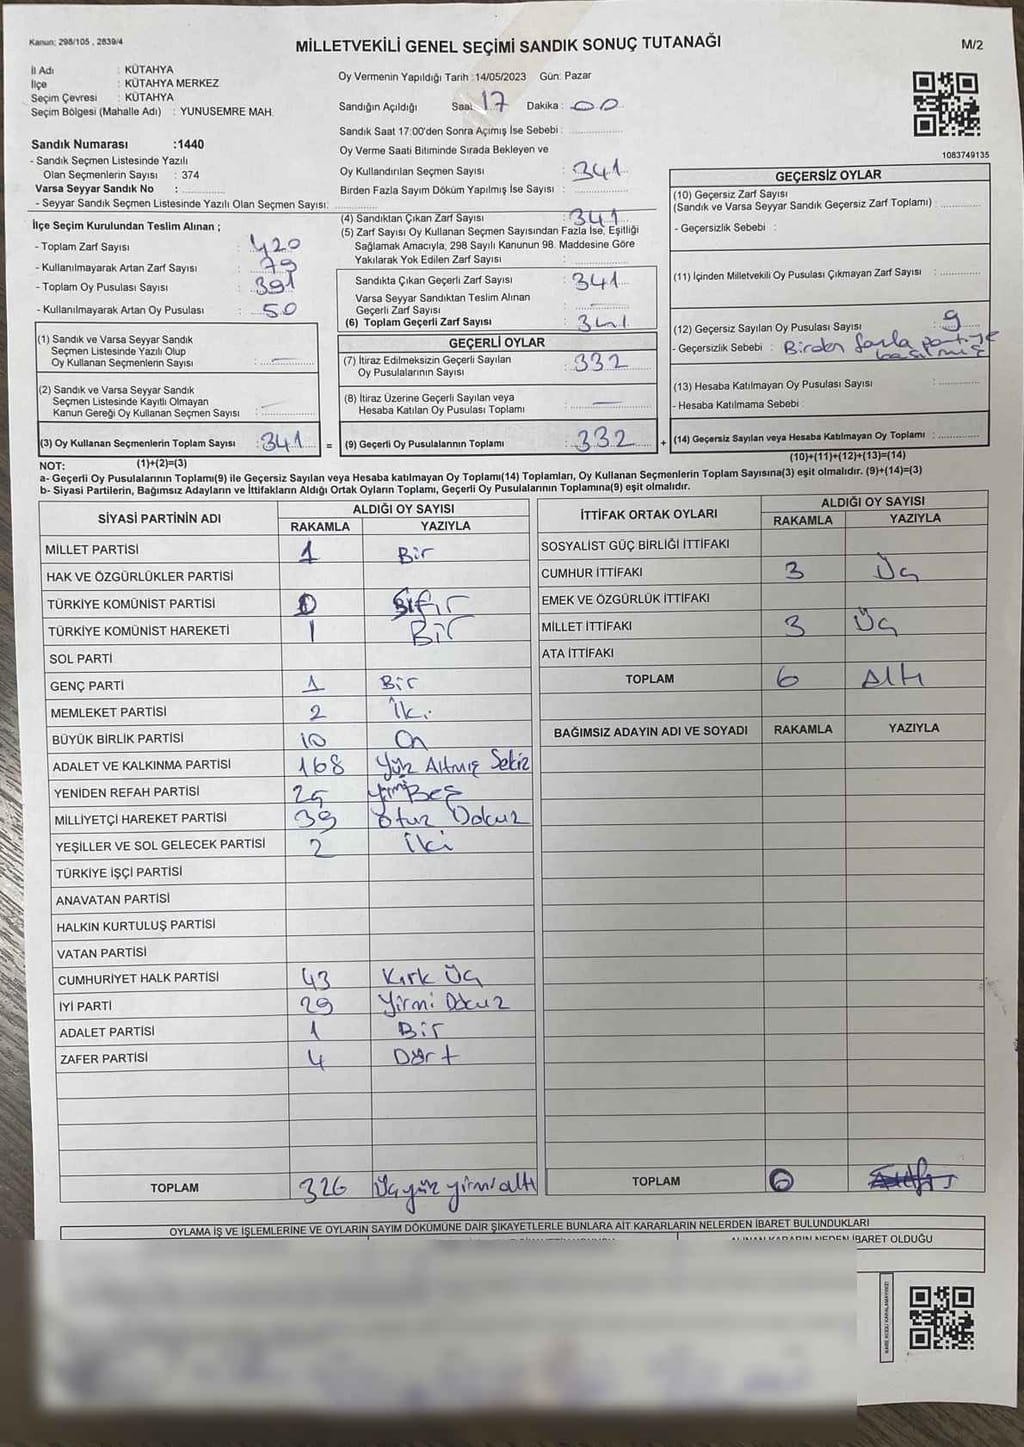 Kanun; 298/105 , 2839/4
MİLLETVEKİLİ GENEL SEÇİMİ SANDIK SONUÇ TUTANAĞI
M/2
İl Adı : KÜTAHYA
İlçe : KÜTAHYA MERKEZ
Seçim Çevresi : KÜTAHYA
Seçim Bölgesi (Mahalle Adı) : YUNUSEMRE MAH.
Sandık Numarası :1440
- Sandık Seçmen Listesinde Yazılı
Olan Seçmenlerin Sayısı : 374
Varsa Seyyar Sandık No :
- Seyyar Sandık Seçmen Listesinde Yazılı Olan Seçmen Sayısı:
İlçe Seçim Kurulundan Teslim Alınan ;
- Toplam Zarf Sayısı : 420
- Kullanılmayarak Artan Zarf Sayısı : 79
- Toplam Oy Pusulası Sayısı : 391
- Kullanılmayarak Artan Oy Pusulası : 50
(1) Sandık ve Varsa Seyyar Sandık
Seçmen Listesinde Yazılı Olup
Oy Kullanan Seçmenlerin Sayısı : —
(2) Sandık ve Varsa Seyyar Sandık
Seçmen Listesinde Kayıtlı Olmayan
Kanun Gereği Oy Kullanan Seçmen Sayısı : —
(3) Oy Kullanan Seçmenlerin Toplam Sayısı : 341 =
Oy Vermenin Yapıldığı Tarih :14/05/2023 Gün: Pazar
Sandığın Açıldığı Saat 17 Dakika : 00
Sandık Saat 17:00'den Sonra Açımış İse Sebebi :
Oy Verme Saati Bitiminde Sırada Bekleyen ve
Oy Kullandırılan Seçmen Sayısı : 341
Birden Fazla Sayım Döküm Yapılmış İse Sayısı :
(4) Sandıktan Çıkan Zarf Sayısı : 341
(5) Zarf Sayısı Oy Kullanan Seçmen Sayısından Fazla İse, Eşitliği
Sağlamak Amacıyla, 298 Sayılı Kanunun 98. Maddesine Göre
Yakılarak Yok Edilen Zarf Sayısı :
Sandıkta Çıkan Geçerli Zarf Sayısı : 341
Varsa Seyyar Sandıktan Teslim Alınan
Geçerli Zarf Sayısı : —
(6) Toplam Geçerli Zarf Sayısı : 341
GEÇERLİ OYLAR
(7) İtiraz Edilmeksizin Geçerli Sayılan
Oy Pusulalarının Sayısı : 332
(8) İtiraz Üzerine Geçerli Sayılan veya
Hesaba Katılan Oy Pusulası Toplamı : —
(9) Geçerli Oy Pusulalarının Toplamı : 332 +
1083749135
GEÇERSİZ OYLAR
(10) Geçersiz Zarf Sayısı
(Sandık ve Varsa Seyyar Sandık Geçersiz Zarf Toplamı) :
- Geçersizlik Sebebi :
(11) İçinden Milletvekili Oy Pusulası Çıkmayan Zarf Sayısı :
(12) Geçersiz Sayılan Oy Pusulası Sayısı : 9
- Geçersizlik Sebebi : Birden fazla partiye
basılmış
(13) Hesaba Katılmayan Oy Pusulası Sayısı :
- Hesaba Katılmama Sebebi :
(14) Geçersiz Sayılan veya Hesaba Katılmayan Oy Toplamı :
NOT: (1)+(2)=(3) (10)+(11)+(12)+(13)=(14)
a- Geçerli Oy Pusulalarının Toplamı(9) ile Geçersiz Sayılan veya Hesaba katılmayan Oy Toplamı(14) Toplamları, Oy Kullanan Seçmenlerin Toplam Sayısına(3) eşit olmalıdır. (9)+(14)=(3)
b- Siyasi Partilerin, Bağımsız Adayların ve İttifakların Aldığı Ortak Oyların Toplamı, Geçerli Oy Pusulalarının Toplamına(9) eşit olmalıdır.
SİYASİ PARTİNİN ADI ALDIĞI OY SAYISI
RAKAMLA YAZIYLA
MİLLET PARTİSİ 1 Bir
HAK VE ÖZGÜRLÜKLER PARTİSİ
TÜRKİYE KOMÜNİST PARTİSİ 0 Sıfır
TÜRKİYE KOMÜNİST HAREKETİ 1 Bir
SOL PARTİ
GENÇ PARTİ 1 Bir
MEMLEKET PARTİSİ 2 İki
BÜYÜK BİRLİK PARTİSİ 10 On
ADALET VE KALKINMA PARTİSİ 168 Yüz Altmış Sekiz
YENİDEN REFAH PARTİSİ 25 Yirmi Beş
MİLLİYETÇİ HAREKET PARTİSİ 39 Otuz Dokuz
YEŞİLLER VE SOL GELECEK PARTİSİ 2 İki
TÜRKİYE İŞÇİ PARTİSİ
ANAVATAN PARTİSİ
HALKIN KURTULUŞ PARTİSİ
VATAN PARTİSİ
CUMHURİYET HALK PARTİSİ 43 Kırk Üç
İYİ PARTİ 29 Yirmi Dokuz
ADALET PARTİSİ 1 Bir
ZAFER PARTİSİ 4 Dört
TOPLAM 326 Üçyüz yirmi altı
İTTİFAK ORTAK OYLARI ALDIĞI OY SAYISI
RAKAMLA YAZIYLA
SOSYALİST GÜÇ BİRLİĞİ İTTİFAKI
CUMHUR İTTİFAKI 3 Üç
EMEK VE ÖZGÜRLÜK İTTİFAKI
MİLLET İTTİFAKI 3 Üç
ATA İTTİFAKI
TOPLAM 6 Altı
BAĞIMSIZ ADAYIN ADI VE SOYADI RAKAMLA YAZIYLA
TOPLAM 0
OYLAMA İŞ VE İŞLEMLERİNE VE OYLARIN SAYIM DÖKÜMÜNE DAİR ŞİKAYETLERLE BUNLARA AİT KARARLARIN NELERDEN İBARET BULUNDUKLARI
ALINAN KARARIN NEDEN İBARET OLDUĞU